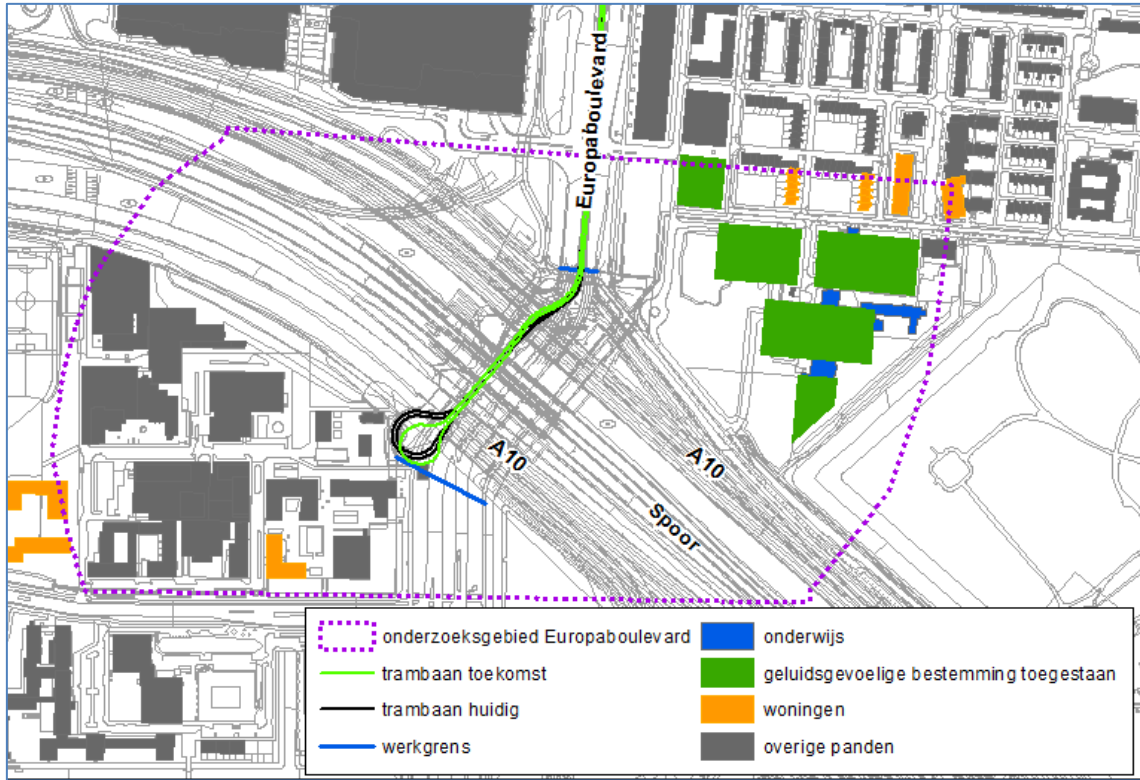 Europaboulevard
A10
A10
Spoor
onderzoeksgebied Europaboulevard
trambaan toekomst
trambaan huidig
werkgrens
onderwijs
geluidsgevoelige bestemming toegestaan
woningen
overige panden